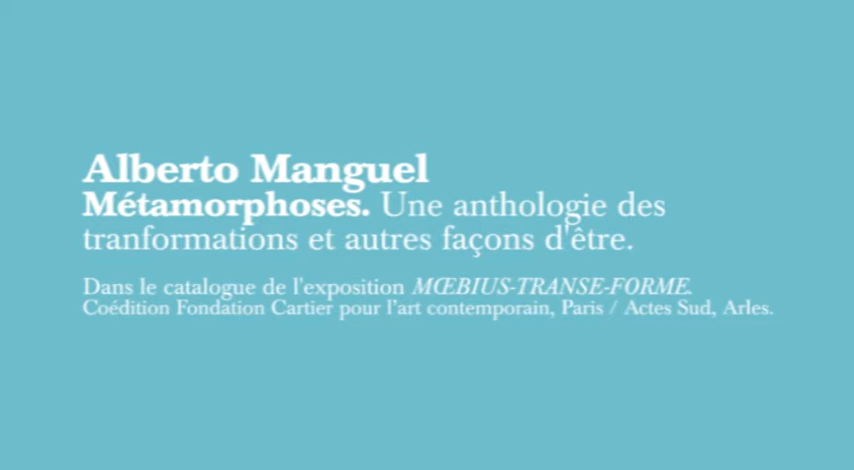 Alberto Manguel
Métamorphoses. Une anthologie des
tranformations et autres façons d'être.
Dans le catalogue de l'exposition MŒBIUS-TRANSE-FORME.
Coédition Fondation Cartier pour l’art contemporain, Paris / Actes Sud, Arles.